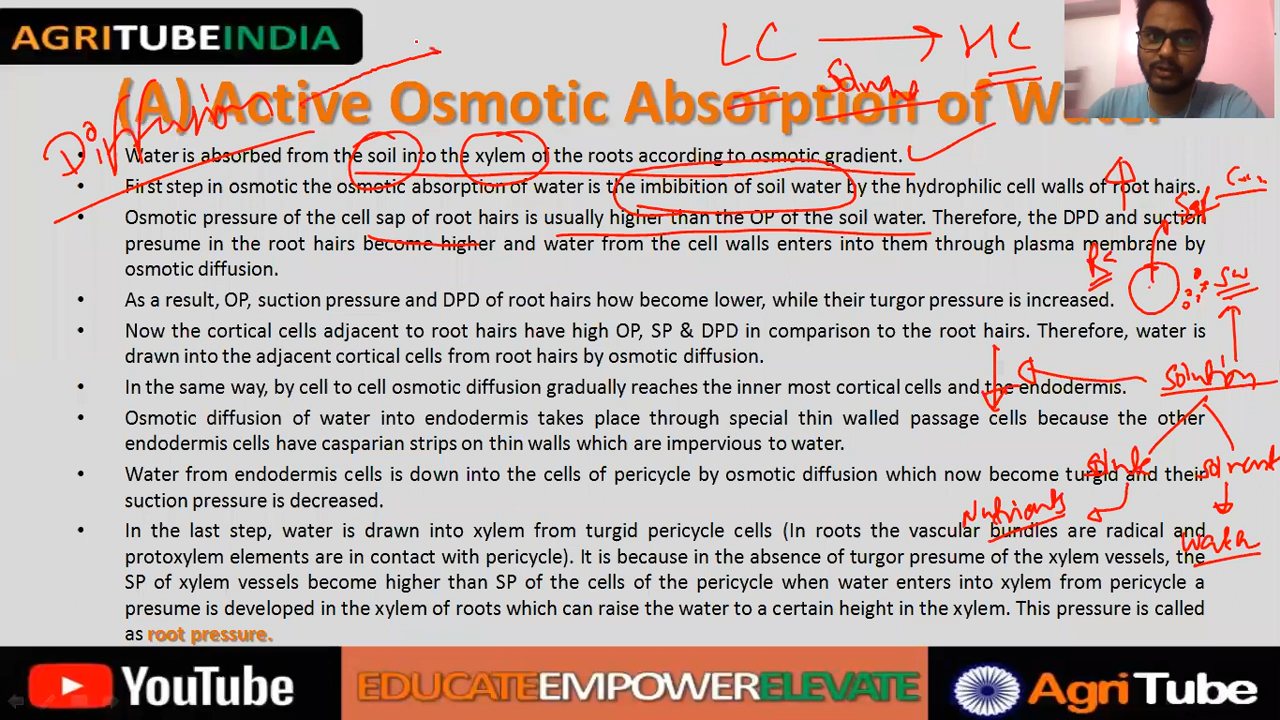 AGRITUBEINDIA
LC → HC
Solvent
(A) Active Osmotic Absorption of Water
Diffusion
• Water is absorbed from the soil into the xylem of the roots according to osmotic gradient.
• First step in osmotic the osmotic absorption of water is the imbibition of soil water by the hydrophilic cell walls of root hairs.
• Osmotic pressure of the cell sap of root hairs is usually higher than the OP of the soil water. Therefore, the DPD and suction
presume in the root hairs become higher and water from the cell walls enters into them through plasma membrane by
osmotic diffusion.
• As a result, OP, suction pressure and DPD of root hairs how become lower, while their turgor pressure is increased.
• Now the cortical cells adjacent to root hairs have high OP, SP & DPD in comparison to the root hairs. Therefore, water is
drawn into the adjacent cortical cells from root hairs by osmotic diffusion.
• In the same way, by cell to cell osmotic diffusion gradually reaches the inner most cortical cells and the endodermis.
• Osmotic diffusion of water into endodermis takes place through special thin walled passage cells because the other
endodermis cells have casparian strips on thin walls which are impervious to water.
• Water from endodermis cells is down into the cells of pericycle by osmotic diffusion which now become turgid and their
suction pressure is decreased.
• In the last step, water is drawn into xylem from turgid pericycle cells (In roots the vascular bundles are radical and
protoxylem elements are in contact with pericycle). It is because in the absence of turgor presume of the xylem vessels, the
SP of xylem vessels become higher than SP of the cells of the pericycle when water enters into xylem from pericycle a
presume is developed in the xylem of roots which can raise the water to a certain height in the xylem. This pressure is called
as root pressure.
SW
Solution
Solute
Solvent
Nutrients
Water
YouTube
EDUCATEEMPOWERELEVATE
AgriTube